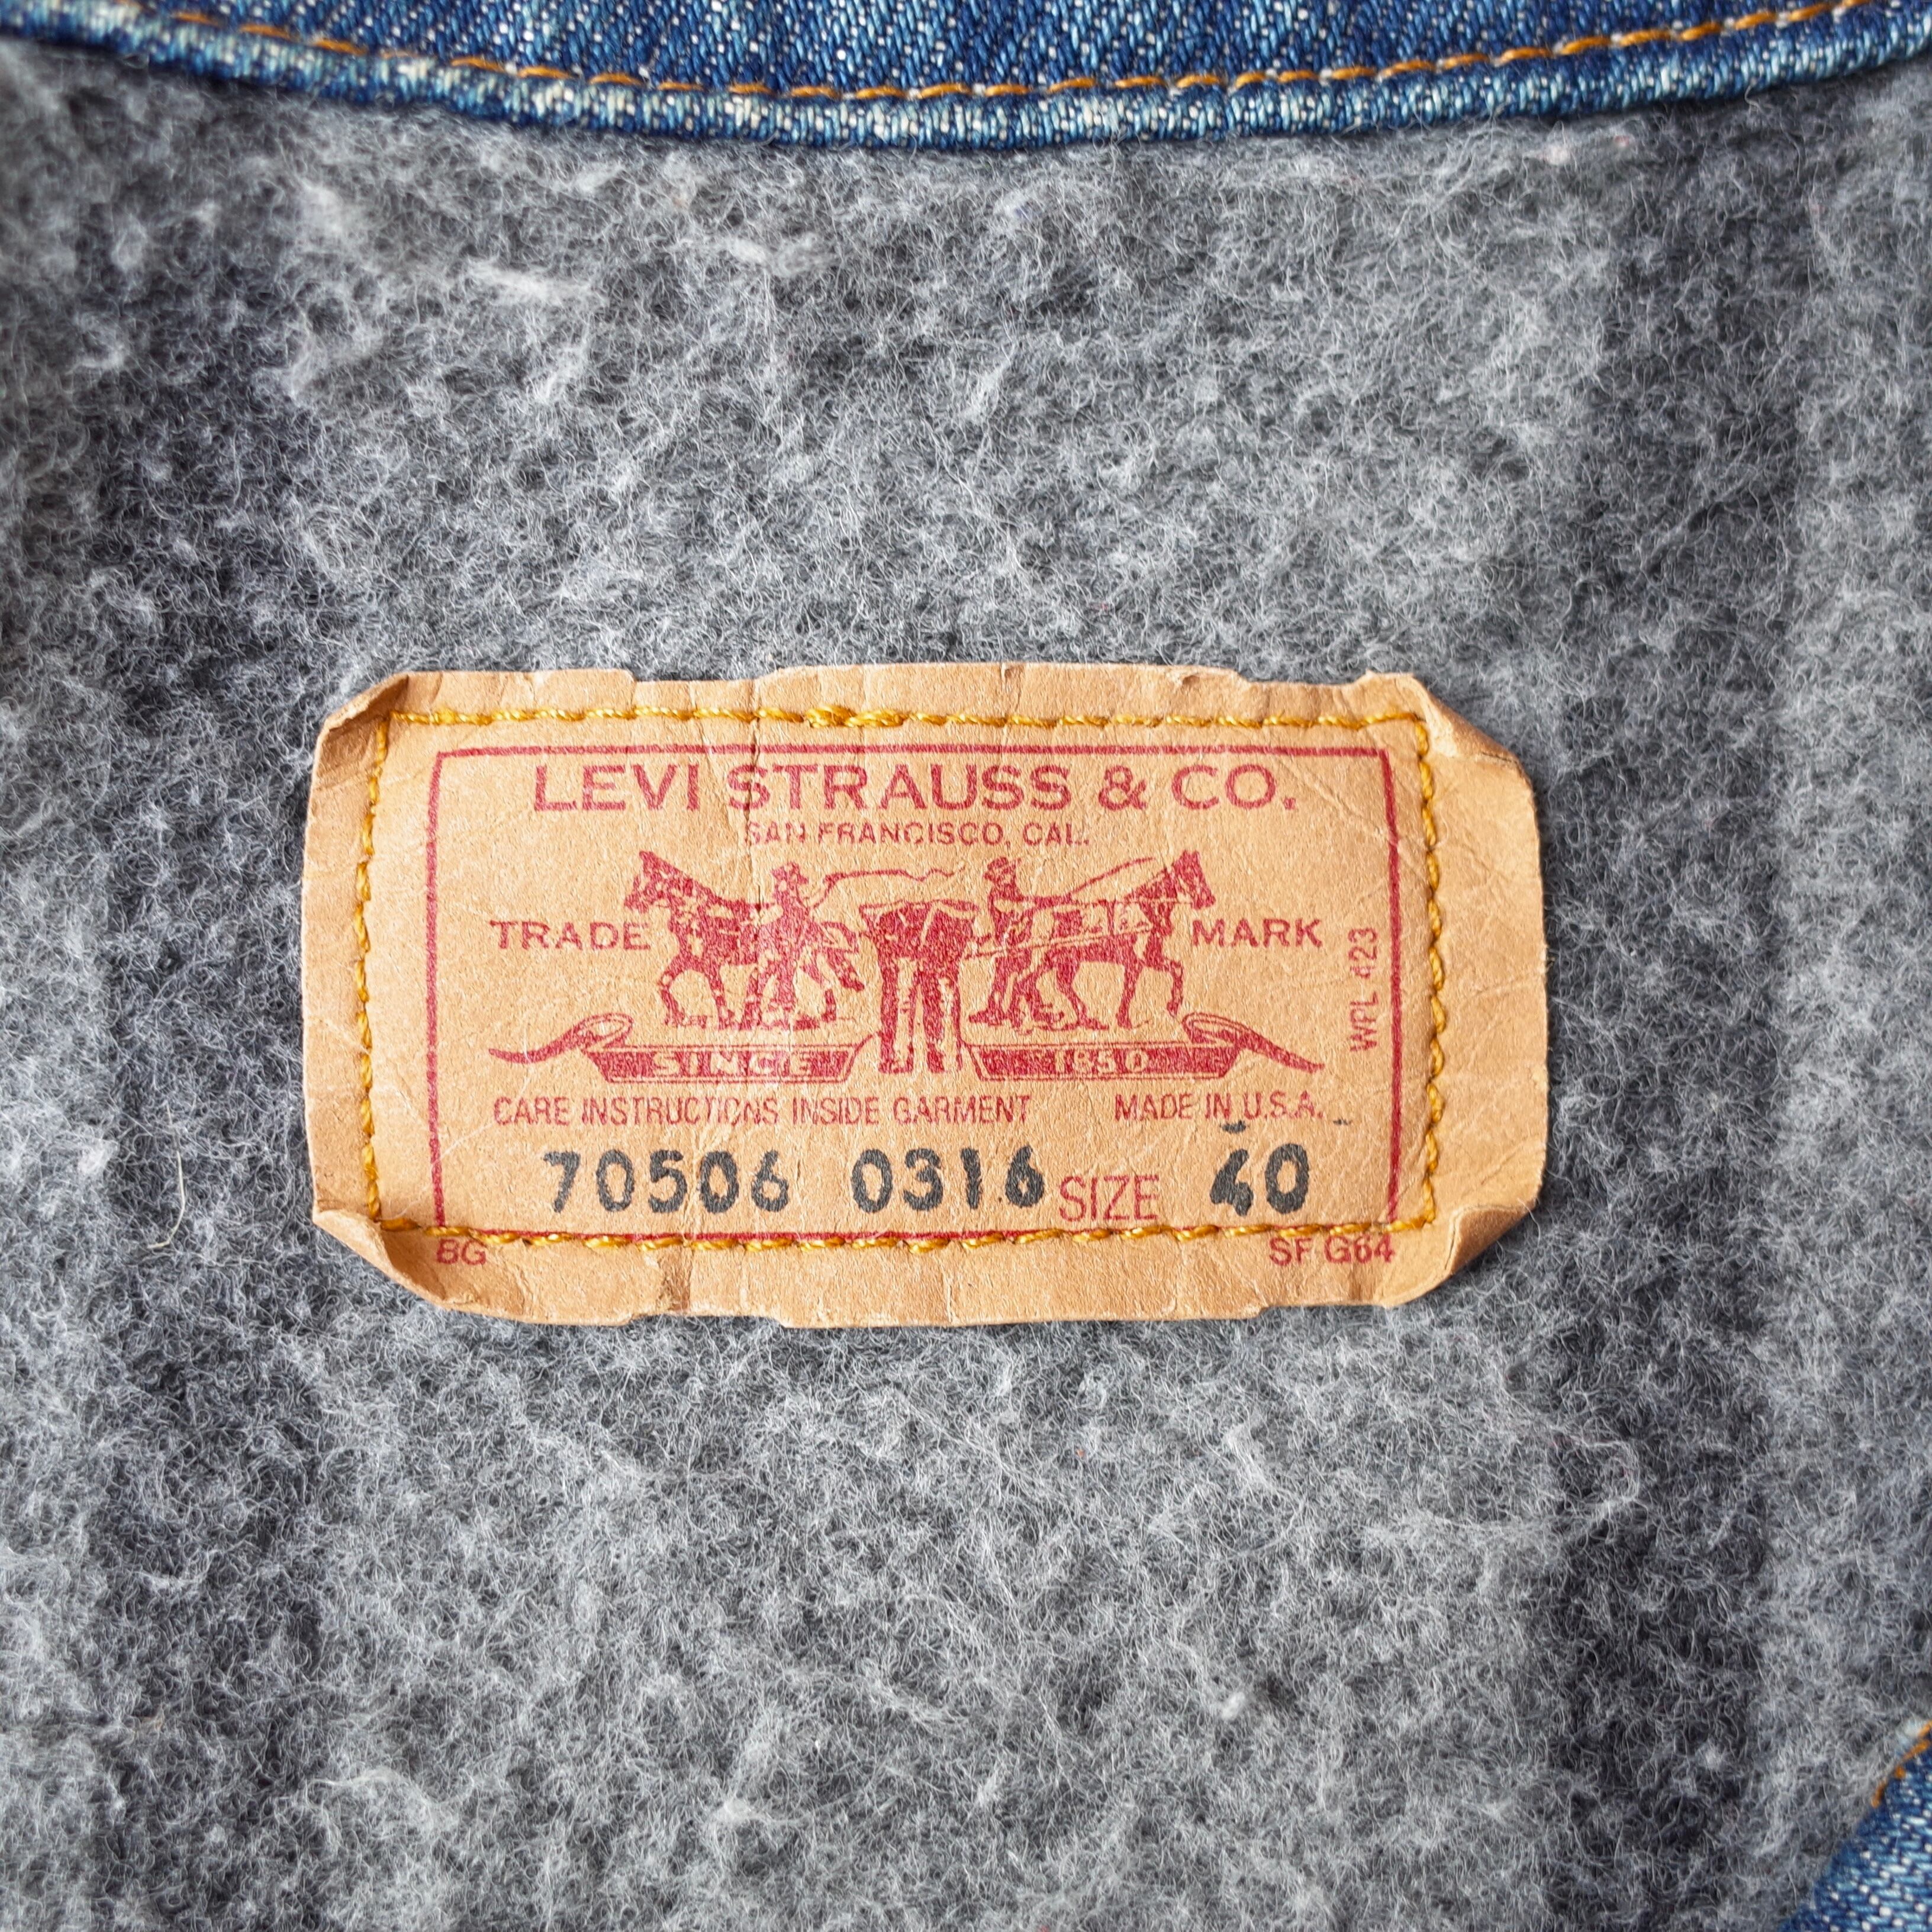 LEVI STRAUSS & CO.
SAN FRANCISCO, CAL.
TRADE MARK
WPL 423
SINCE 1850
CARE INSTRUCTIONS INSIDE GARMENT MADE IN U.S.A.
70506 0316 SIZE 40
BG SF G64